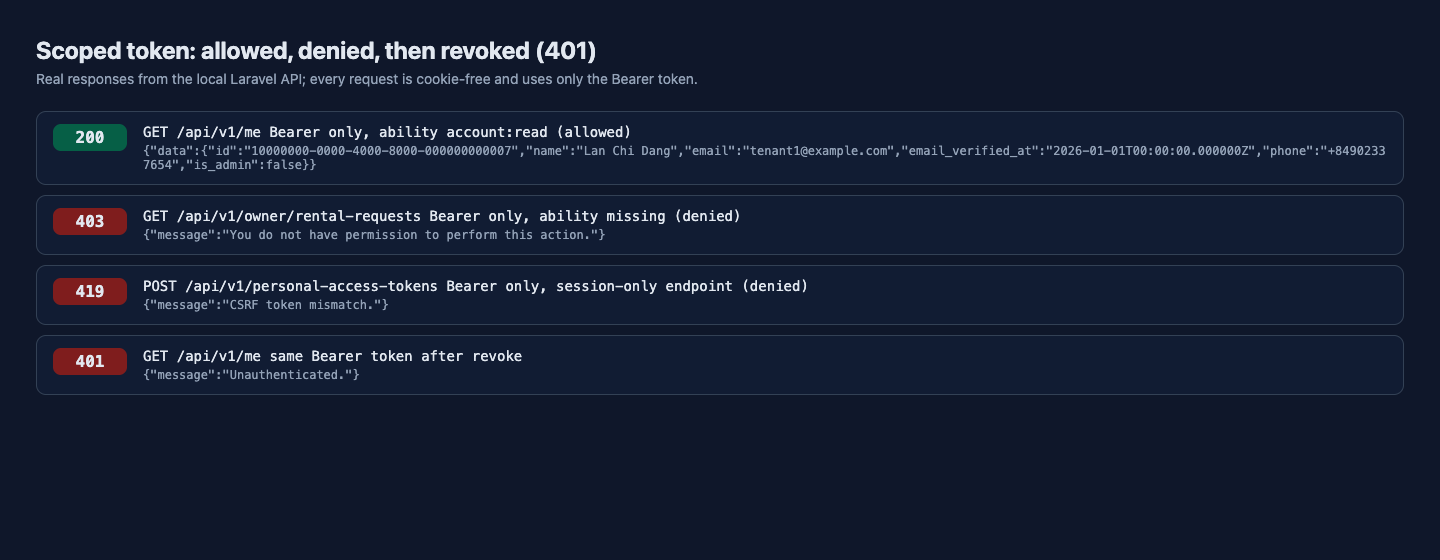 Scoped token: allowed, denied, then revoked (401)
Real responses from the local Laravel API; every request is cookie-free and uses only the Bearer token.
200
GET /api/v1/me Bearer only, ability account:read (allowed)
{"data":{"id":"10000000-0000-4000-8000-000000000007","name":"Lan Chi Dang","email":"tenant1@example.com","email_verified_at":"2026-01-01T00:00:00.000000Z","phone":"+8490233
7654","is_admin":false}}
403
GET /api/v1/owner/rental-requests Bearer only, ability missing (denied)
{"message":"You do not have permission to perform this action."}
419
POST /api/v1/personal-access-tokens Bearer only, session-only endpoint (denied)
{"message":"CSRF token mismatch."}
401
GET /api/v1/me same Bearer token after revoke
{"message":"Unauthenticated."}